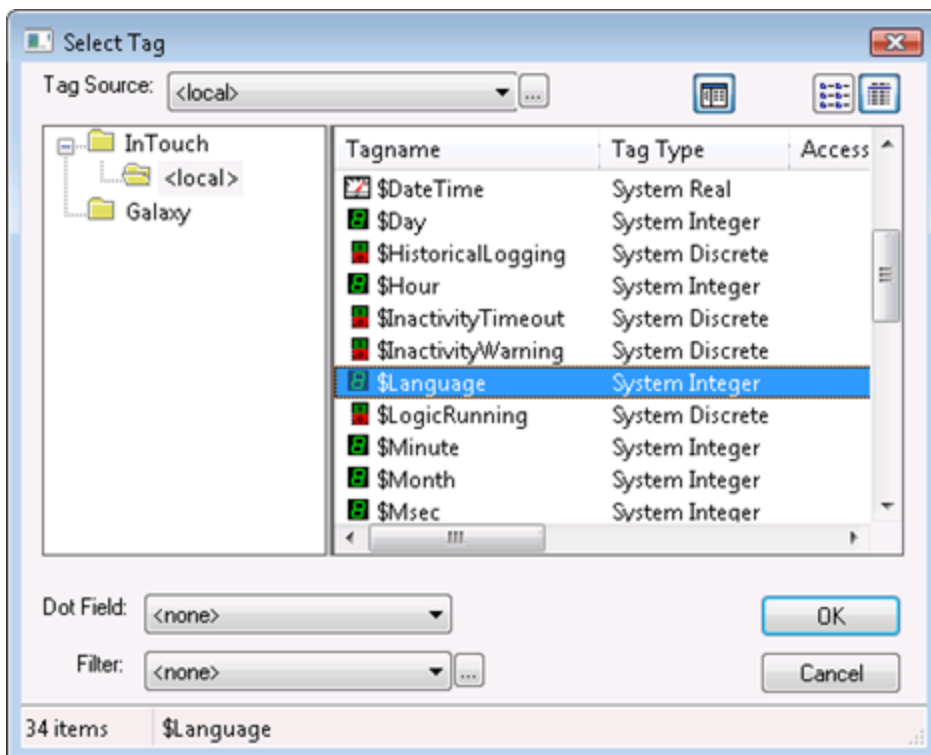 Select Tag
Tag Source: <local> ...
InTouch
<local>
Galaxy
Tagname Tag Type Access
$DateTime System Real
$Day System Integer
$HistoricalLogging System Discrete
$Hour System Integer
$InactivityTimeout System Discrete
$InactivityWarning System Discrete
$Language System Integer
$LogicRunning System Discrete
$Minute System Integer
$Month System Integer
$Msec System Integer
Dot Field: <none>
OK
Filter: <none> ...
Cancel
34 items $Language